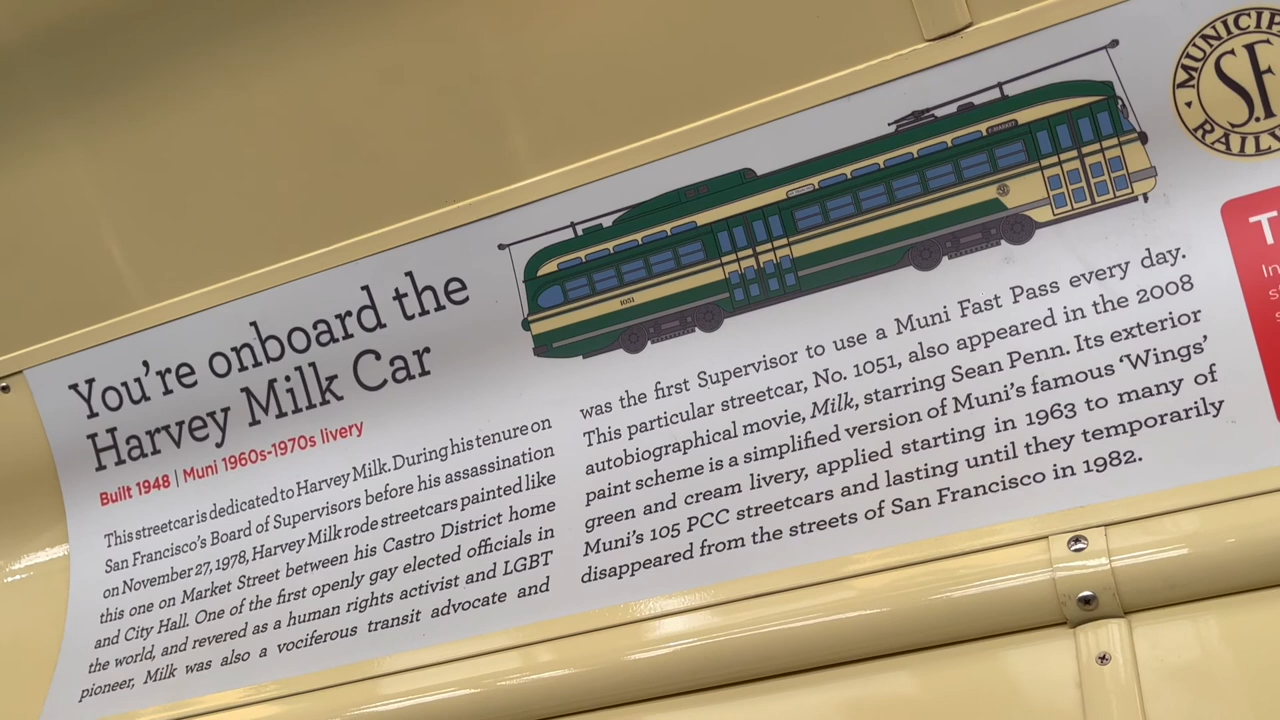 You're onboard the
Harvey Milk Car
Built 1948 | Muni 1960s-1970s livery
This streetcar is dedicated to Harvey Milk. During his tenure on
San Francisco's Board of Supervisors before his assassination
on November 27, 1978, Harvey Milk rode streetcars painted like
this one on Market Street between his Castro District home
and City Hall. One of the first openly gay elected officials in
the world, and revered as a human rights activist and LGBT
pioneer, Milk was also a vociferous transit advocate and
was the first Supervisor to use a Muni Fast Pass every day.
This particular streetcar, No. 1051, also appeared in the 2008
autobiographical movie, Milk, starring Sean Penn. Its exterior
paint scheme is a simplified version of Muni's famous 'Wings'
green and cream livery, applied starting in 1963 to many of
Muni's 105 PCC streetcars and lasting until they temporarily
disappeared from the streets of San Francisco in 1982.
1051
F-MARKET
MUNICIP
S.F.
RAILW
T
In